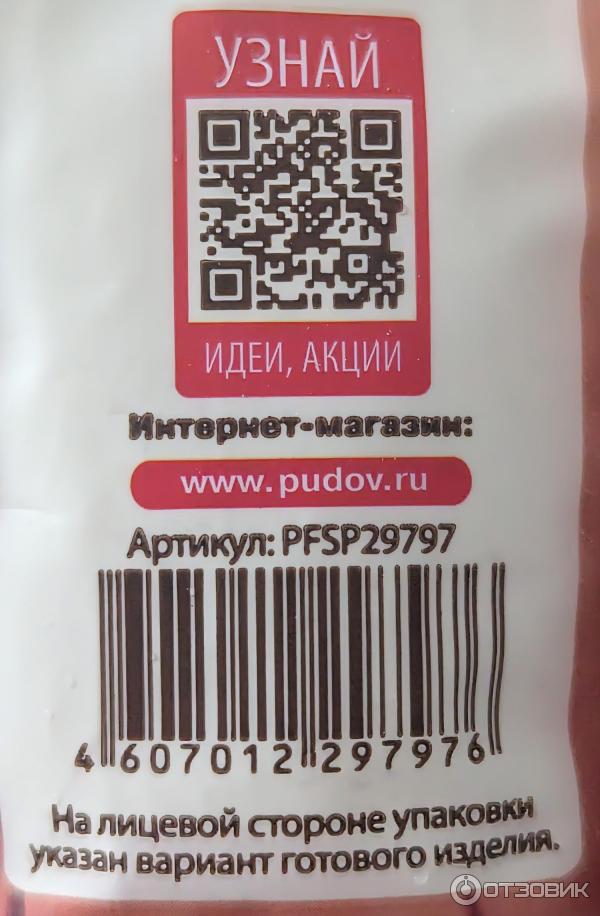 УЗНАЙ
ИДЕИ, АКЦИИ
Интернет-магазин:
www.pudov.ru
Артикул: PFSP29797
4 607012 297976
На лицевой стороне упаковки
указан вариант готового изделия.
ОТЗОВИК